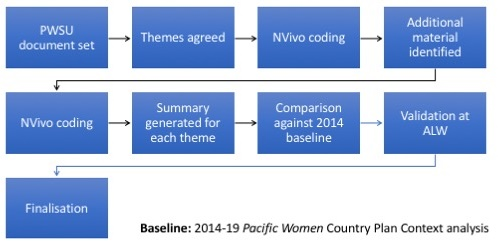 PWSU
document set
Themes agreed
NVivo coding
Additional
material
identified
NVivo coding
Summary
generated for
each theme
Comparison
against 2014
baseline
Validation at
ALW
Finalisation
Baseline: 2014-19 Pacific Women Country Plan Context analysis